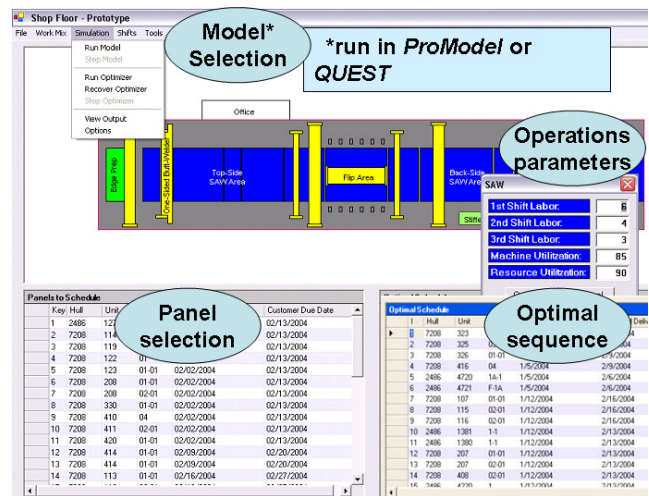 Shop Floor - Prototype
File Work Mix Simulation Shifts Tools
Run Model
Stop Model
Run Optimizer
Recover Optimizer
Stop Optimizer
View Output
Options
Model*
Selection
*run in ProModel or
QUEST
Office
Operations
parameters
Edge Prep
One-Sided Butt-Welder
Top-Side
SAW Area
Flip Area
Back-Side
SAW Area
SAW
1st Shift Labor: 6
2nd Shift Labor: 4
3rd Shift Labor: 3
Machine Utilitzation: 85
Resource Utilization: 90
Panels to Schedule
Key Hull Unit Customer Due Date
1 2486 127 02/13/2004
2 7208 114 02/13/2004
3 7208 119 02/13/2004
4 7208 122 01 02/13/2004
5 7208 123 01-01 02/02/2004 02/13/2004
6 7208 208 01-01 02/02/2004 02/13/2004
7 7208 208 02-01 02/02/2004 02/13/2004
8 7208 330 01-01 02/02/2004 02/13/2004
9 7208 410 04 02/02/2004 02/13/2004
10 7208 411 02-01 02/02/2004 02/13/2004
11 7208 420 01-01 02/02/2004 02/13/2004
12 7208 414 01-01 02/09/2004 02/20/2004
13 7208 414 01-01 02/09/2004 02/20/2004
14 7208 113 01-01 02/16/2004 02/27/2004
Panel
selection
Optimal Schedule
Hull Unit
1 7208 323
2 7208 325
3 7208 326 01-01 2/9/2004
4 7208 416 04 1/5/2004 2/9/2004
5 2486 4720 1A-1 1/5/2004 2/6/2004
6 2486 4721 F-1A 1/5/2004 2/6/2004
7 7208 107 01-01 1/12/2004 2/16/2004
8 7208 115 02-01 1/12/2004 2/16/2004
9 7208 116 02-01 1/12/2004 2/16/2004
10 2486 1381 1-1 1/12/2004 2/13/2004
11 2486 1380 1-1 1/12/2004 2/13/2004
12 7208 207 01-01 1/12/2004 2/13/2004
13 7208 207 02-01 1/12/2004 2/13/2004
14 7208 408 02-01 1/12/2004 2/16/2004
15 2486 4220 1 1/12/2004 2/13/2004
Optimal
sequence